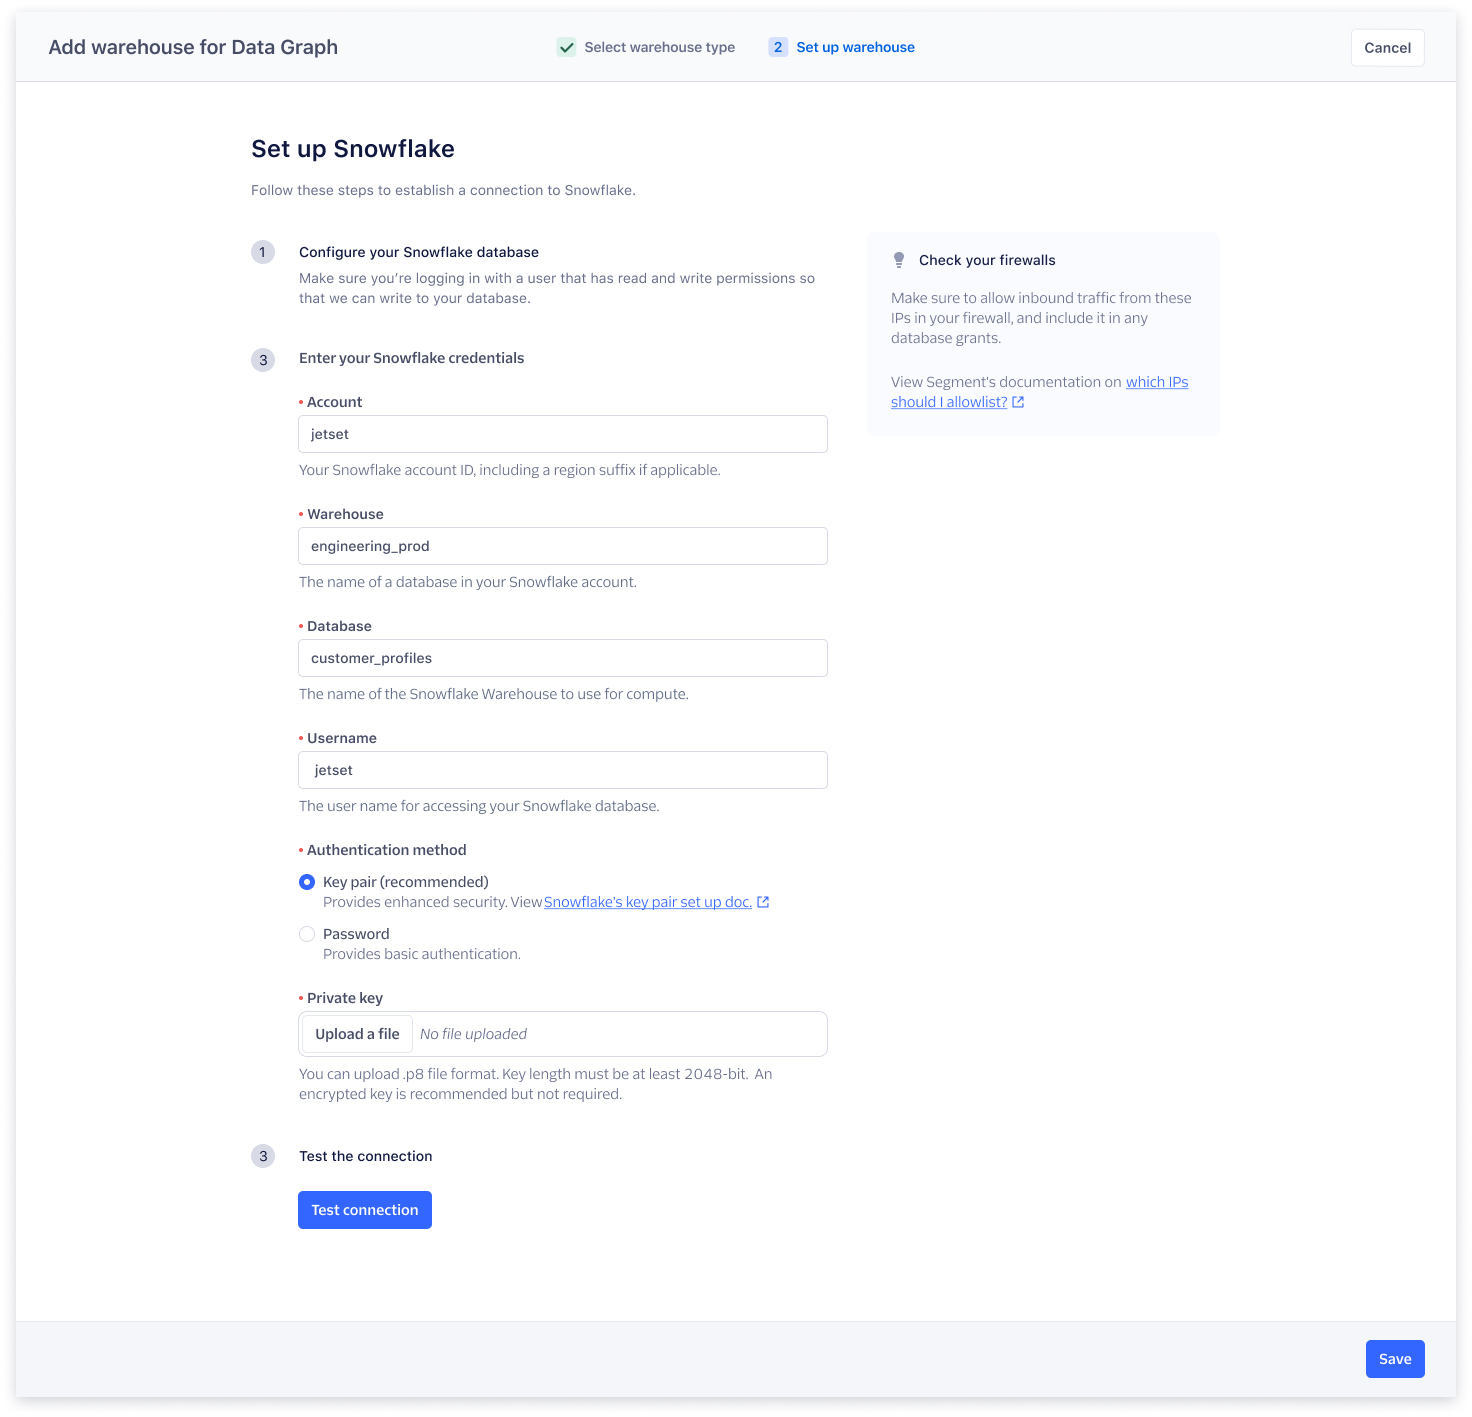 Add warehouse for Data Graph
Select warehouse type
2 Set up warehouse
Cancel
Set up Snowflake
Follow these steps to establish a connection to Snowflake.
1 Configure your Snowflake database
Make sure you're logging in with a user that has read and write permissions so
that we can write to your database.
Check your firewalls
Make sure to allow inbound traffic from these
IPs in your firewall, and include it in any
database grants.
View Segment's documentation on which IPs
should I allowlist?
3 Enter your Snowflake credentials
• Account
jetset
Your Snowflake account ID, including a region suffix if applicable.
• Warehouse
engineering_prod
The name of a database in your Snowflake account.
• Database
customer_profiles
The name of the Snowflake Warehouse to use for compute.
• Username
jetset
The user name for accessing your Snowflake database.
• Authentication method
Key pair (recommended)
Provides enhanced security. View Snowflake's key pair set up doc.
Password
Provides basic authentication.
• Private key
Upload a file No file uploaded
You can upload .p8 file format. Key length must be at least 2048-bit. An
encrypted key is recommended but not required.
3 Test the connection
Test connection
Save